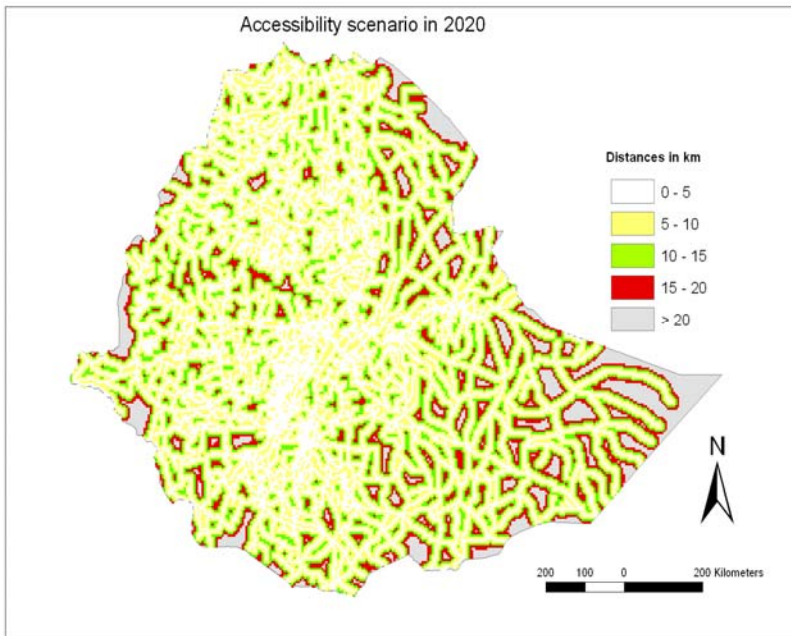 Accessibility scenario in 2020
Distances in km
0 - 5
5 - 10
10 - 15
15 - 20
> 20
N
200 100 0 200 Kilometers